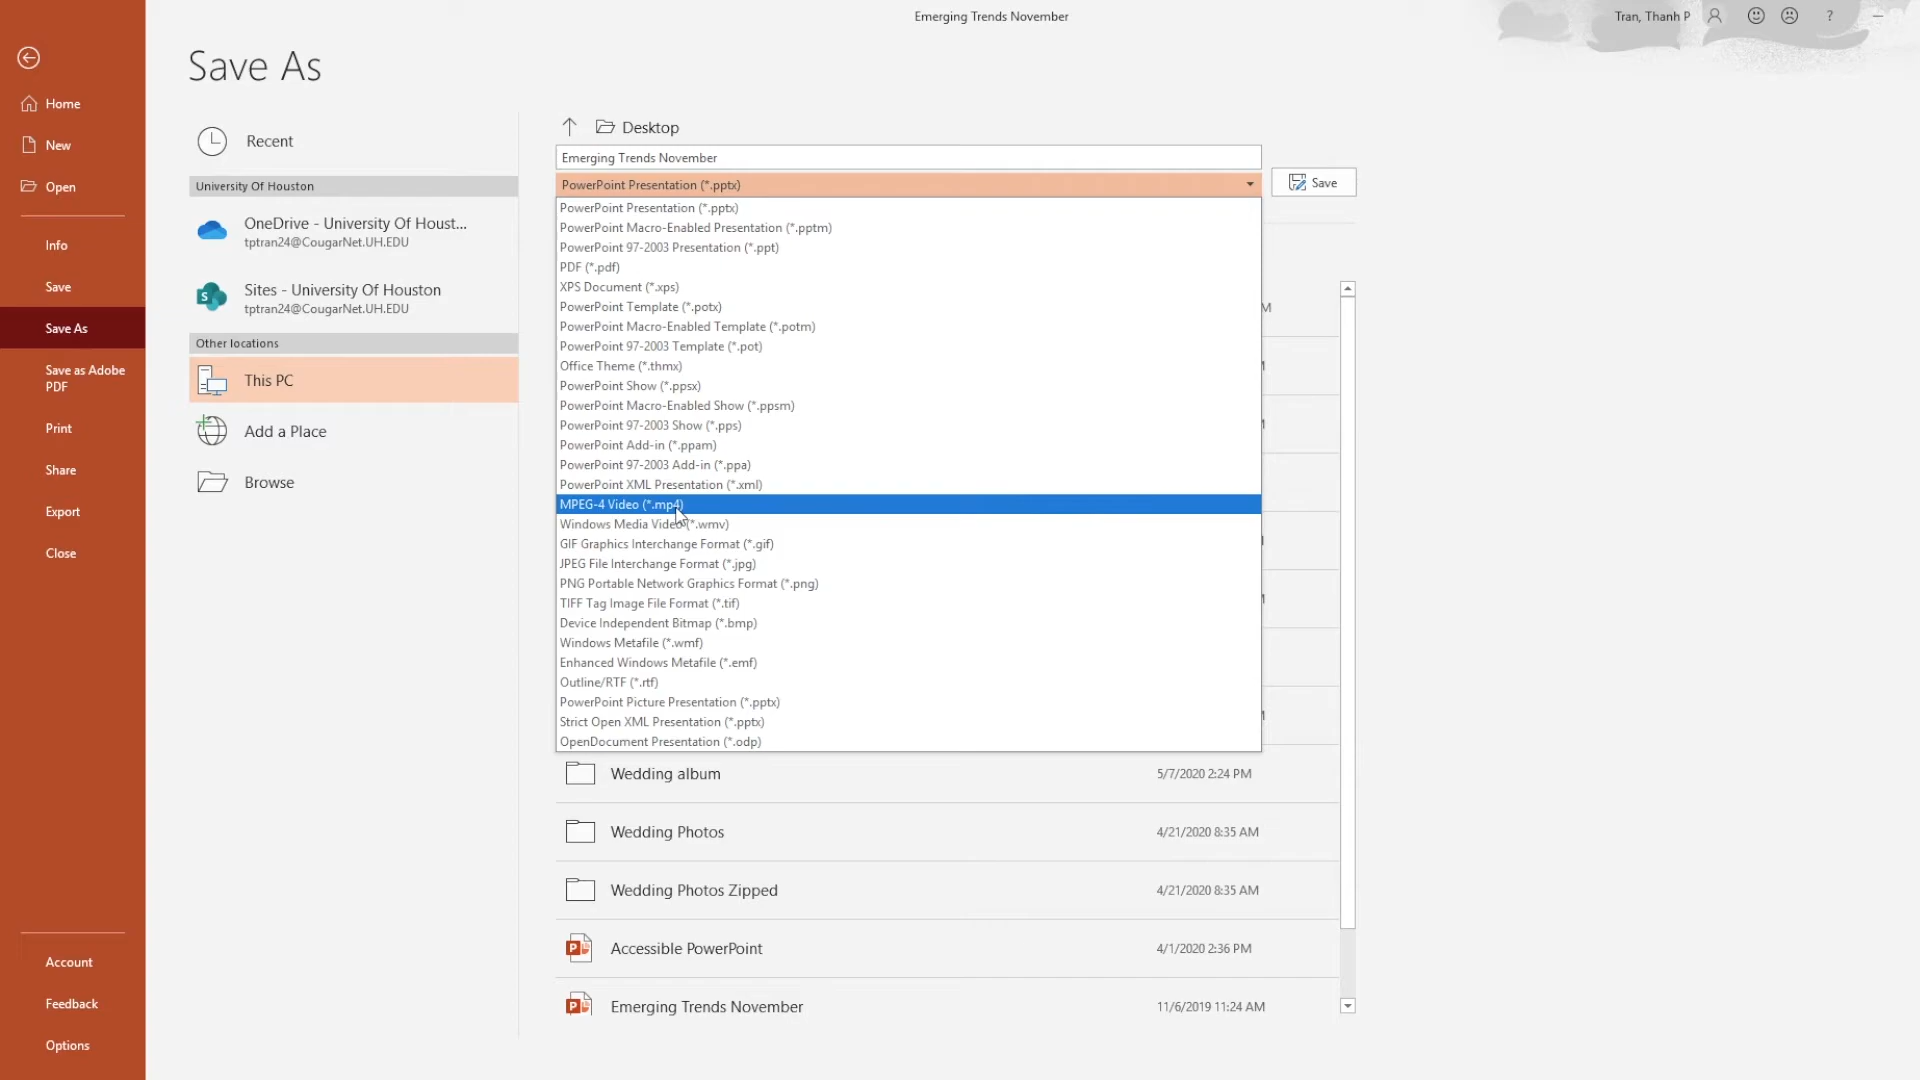 Emerging Trends November
Tran, Thanh P
?
Save As
Home
New
Open
Info
Save
Save As
Save as Adobe
PDF
Print
Share
Export
Close
Account
Feedback
Options
Recent
University Of Houston
OneDrive - University Of Houst...
tptran24@CougarNet.UH.EDU
S
Sites - University Of Houston
tptran24@CougarNet.UH.EDU
Other locations
This PC
Add a Place
Browse
Desktop
Emerging Trends November
PowerPoint Presentation (*.pptx)
Save
PowerPoint Presentation (*.pptx)
PowerPoint Macro-Enabled Presentation (*.pptm)
PowerPoint 97-2003 Presentation (*.ppt)
PDF (*.pdf)
XPS Document (*.xps)
PowerPoint Template (*.potx)
PowerPoint Macro-Enabled Template (*.potm)
PowerPoint 97-2003 Template (*.pot)
Office Theme (*.thmx)
PowerPoint Show (*.ppsx)
PowerPoint Macro-Enabled Show (*.ppsm)
PowerPoint 97-2003 Show (*.pps)
PowerPoint Add-in (*.ppam)
PowerPoint 97-2003 Add-in (*.ppa)
PowerPoint XML Presentation (*.xml)
MPEG-4 Video (*.mp4)
Windows Media Video (*.wmv)
GIF Graphics Interchange Format (*.gif)
JPEG File Interchange Format (*.jpg)
PNG Portable Network Graphics Format (*.png)
TIFF Tag Image File Format (*.tif)
Device Independent Bitmap (*.bmp)
Windows Metafile (*.wmf)
Enhanced Windows Metafile (*.emf)
Outline/RTF (*.rtf)
PowerPoint Picture Presentation (*.pptx)
Strict Open XML Presentation (*.pptx)
OpenDocument Presentation (*.odp)
Wedding album 5/7/2020 2:24 PM
Wedding Photos 4/21/2020 8:35 AM
Wedding Photos Zipped 4/21/2020 8:35 AM
P Accessible PowerPoint 4/1/2020 2:36 PM
P Emerging Trends November 11/6/2019 11:24 AM